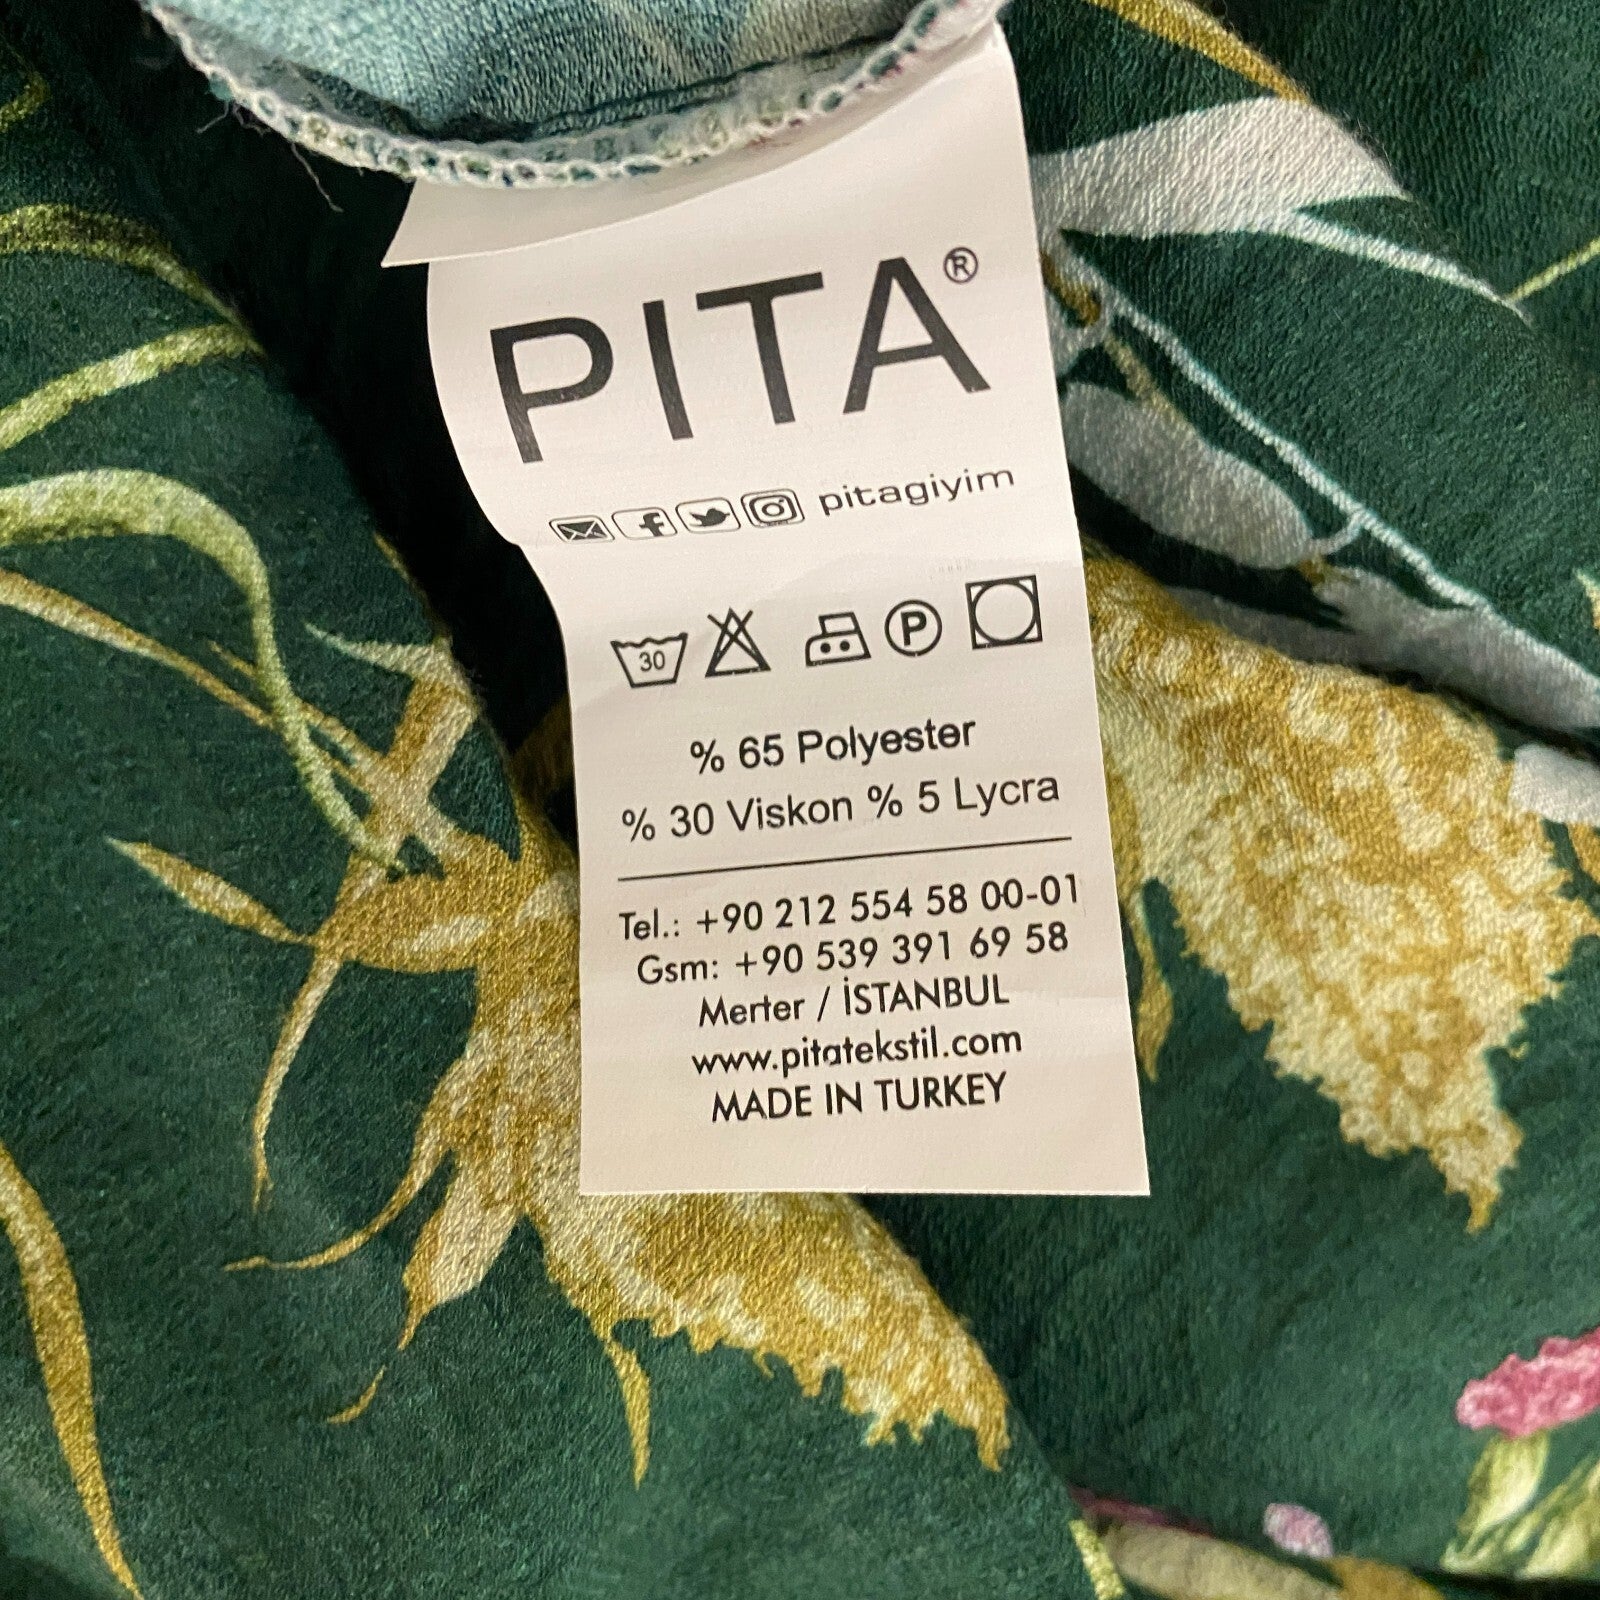 PITA®
pitagiyim
30 P
% 65 Polyester
% 30 Viskon % 5 Lycra
Tel.: +90 212 554 58 00-01
Gsm: +90 539 391 69 58
Merter / İSTANBUL
www.pitatekstil.com
MADE IN TURKEY